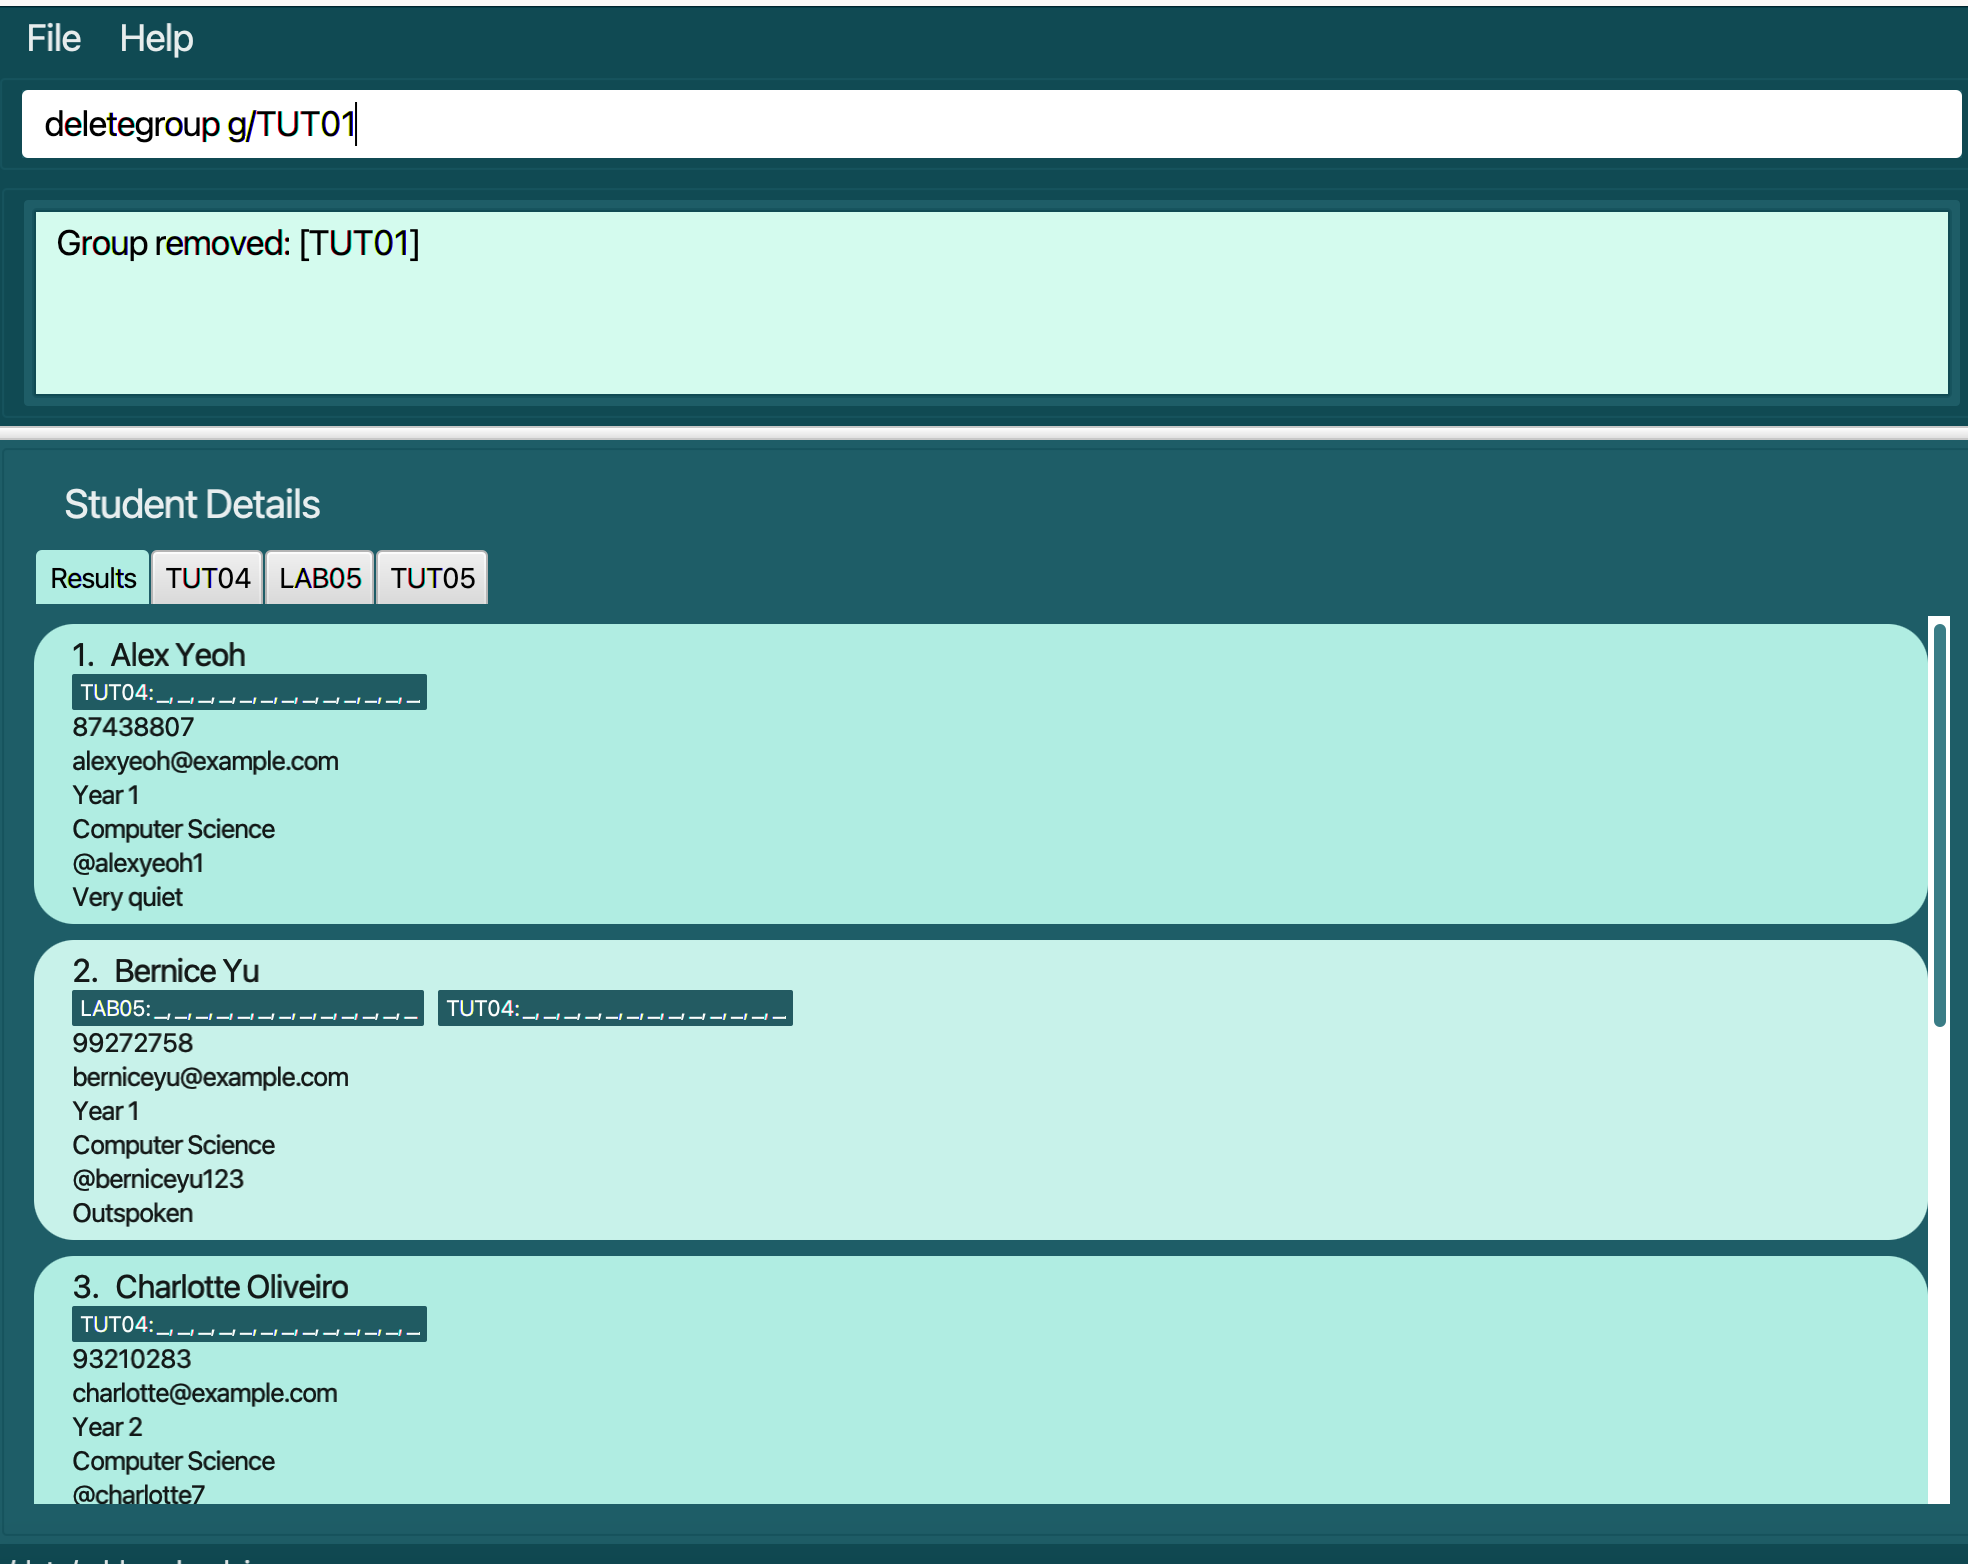 File Help
deletegroup g/TUT01
Group removed: [TUT01]
Student Details
Results TUT04 LAB05 TUT05
1. Alex Yeoh
TUT04:_,_,_,_,_,_,_,_,_,_,_,_,_
87438807
alexyeoh@example.com
Year 1
Computer Science
@alexyeoh1
Very quiet
2. Bernice Yu
LAB05:_,_,_,_,_,_,_,_,_,_,_,_,_ TUT04:_,_,_,_,_,_,_,_,_,_,_,_,_
99272758
berniceyu@example.com
Year 1
Computer Science
@berniceyu123
Outspoken
3. Charlotte Oliveiro
TUT04:_,_,_,_,_,_,_,_,_,_,_,_,_
93210283
charlotte@example.com
Year 2
Computer Science
@charlotte7